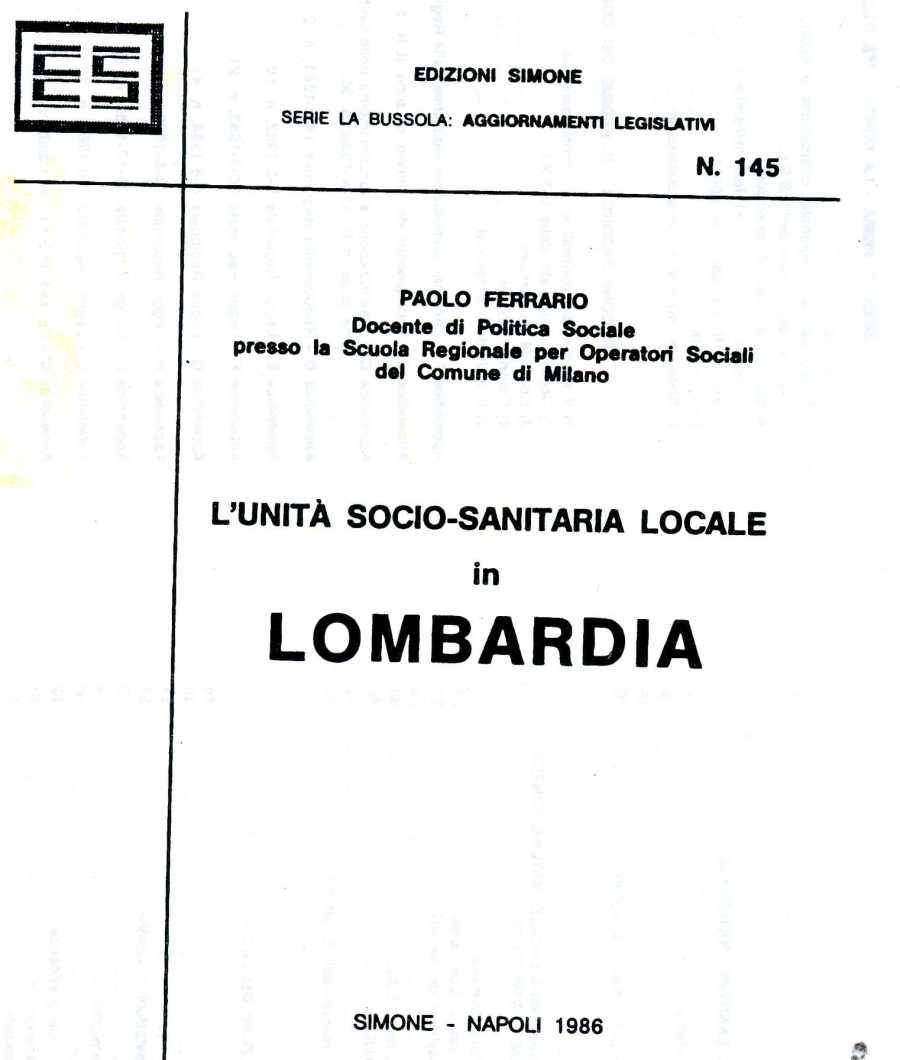 ES
EDIZIONI SIMONE
SERIE LA BUSSOLA: AGGIORNAMENTI LEGISLATIVI
N. 145
PAOLO FERRARIO
Docente di Politica Sociale
presso la Scuola Regionale per Operatori Sociali
del Comune di Milano
L'UNITÀ SOCIO-SANITARIA LOCALE
in
LOMBARDIA
SIMONE - NAPOLI 1986